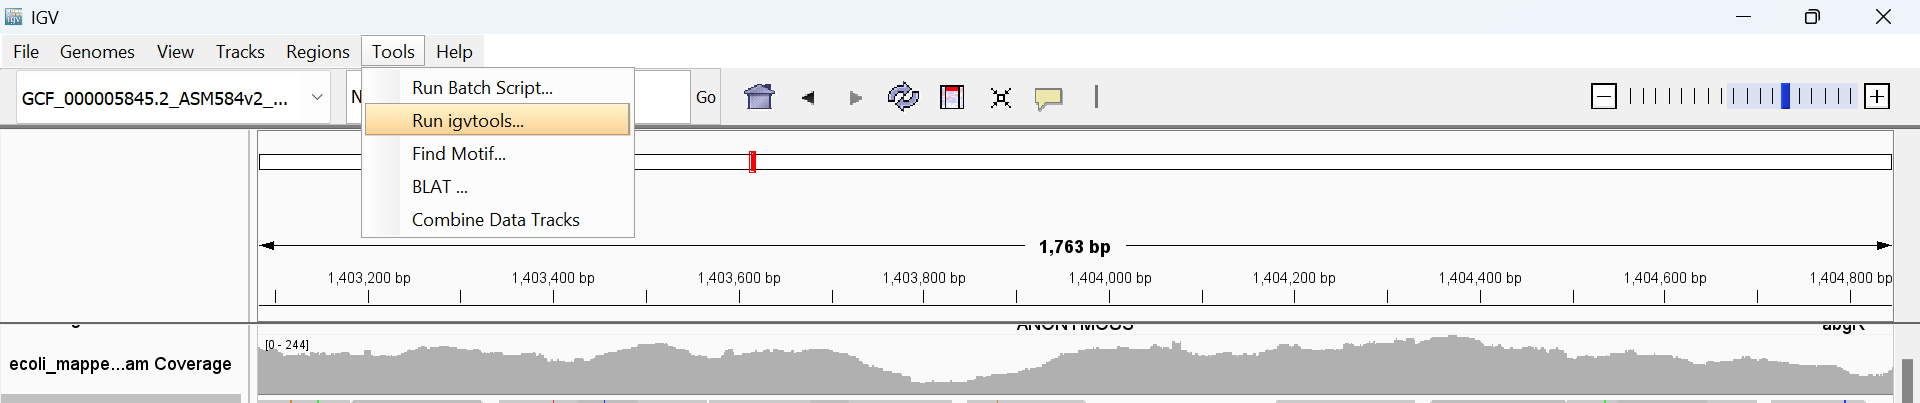 IGV
File Genomes View Tracks Regions Tools Help
GCF_000005845.2_ASM584v2_... N Go
Run Batch Script...
Run igvtools...
Find Motif...
BLAT ...
Combine Data Tracks
1,763 bp
1,403,200 bp 1,403,400 bp 1,403,600 bp 1,403,800 bp 1,404,000 bp 1,404,200 bp 1,404,400 bp 1,404,600 bp 1,404,800 bp
ANONYMOUS abgR
[0 - 244]
ecoli_mappe...am Coverage